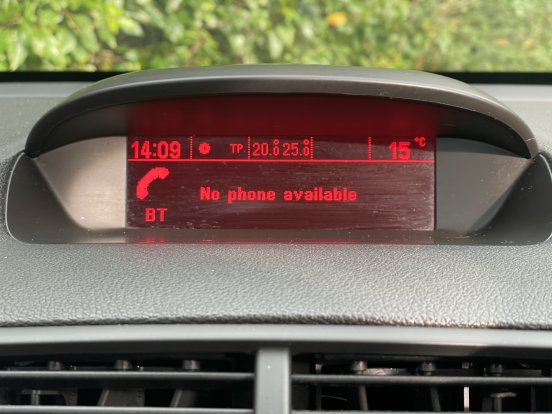 14:09 TP 20.0° 25.0° 15 °C
No phone available
BT